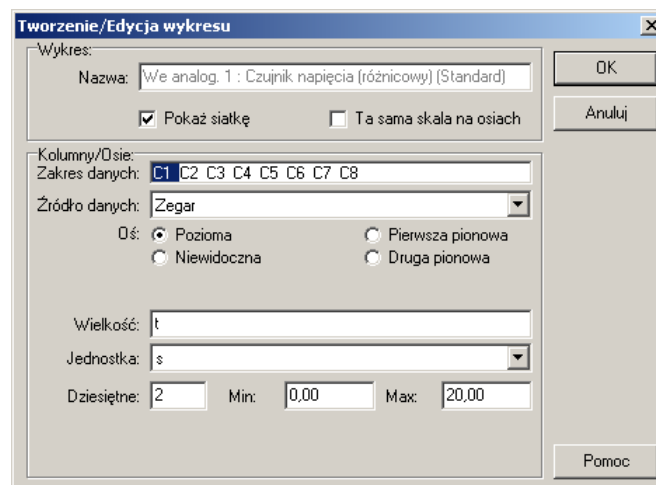 Tworzenie/Edycja wykresu
Wykres:
Nazwa: We analog. 1 : Czujnik napięcia (różnicowy) (Standard)
OK
Pokaż siatkę Ta sama skala na osiach
Anuluj
Kolumny/Osie:
Zakres danych: C1 C2 C3 C4 C5 C6 C7 C8
Źródło danych: Zegar
Oś: Pozioma Pierwsza pionowa
Niewidoczna Druga pionowa
Wielkość: t
Jednostka: s
Dziesiętne: 2 Min: 0,00 Max: 20,00
Pomoc